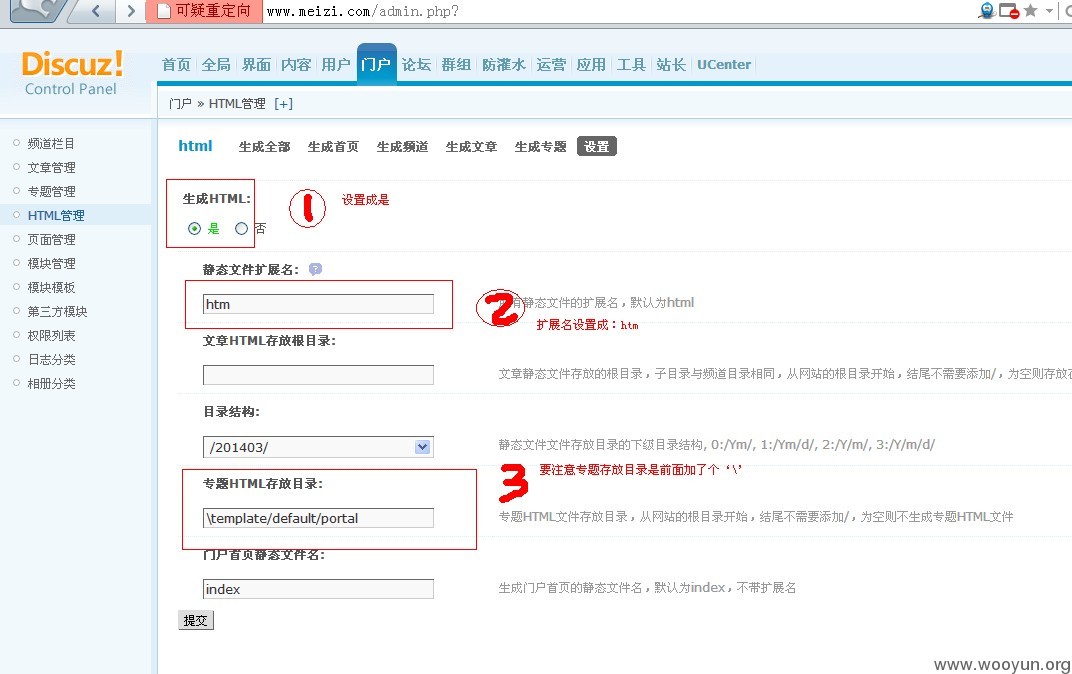 可疑重定向 www.meizi.com/admin.php?
Discuz!
Control Panel
首页 全局 界面 内容 用户 门户 论坛 群组 防灌水 运营 应用 工具 站长 UCenter
门户 » HTML管理 [+]
频道栏目
文章管理
专题管理
HTML管理
页面管理
模块管理
模块模板
第三方模块
权限列表
日志分类
相册分类
html 生成全部 生成首页 生成频道 生成文章 生成专题 设置
生成HTML:
是 否
1 设置成是
静态文件扩展名: ?
htm
2
静态文件的扩展名，默认为html
扩展名设置成：htm
文章HTML存放根目录:
文章静态文件存放的根目录，子目录与频道目录相同，从网站的根目录开始，结尾不需要添加/，为空则存放在
目录结构:
/201403/
静态文件文件存放目录的下级目录结构, 0:/Ym/, 1:/Ym/d/, 2:/Y/m/, 3:/Y/m/d/
3 要注意专题存放目录是前面加了个‘\’
专题HTML存放目录:
\template/default/portal
专题HTML文件存放目录，从网站的根目录开始，结尾不需要添加/，为空则不生成专题HTML文件
门户首页静态文件名:
index
生成门户首页的静态文件名，默认为index，不带扩展名
提交
www.wooyun.org